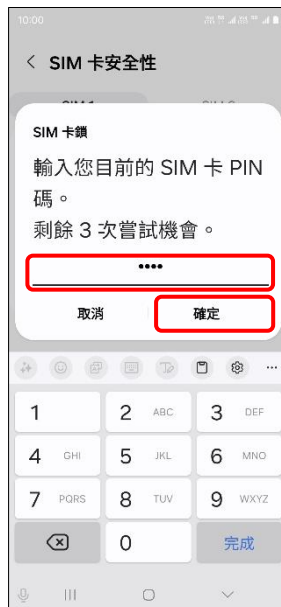 10:00
SIM 卡安全性
SIM 卡鎖
輸入您目前的 SIM 卡 PIN
碼。
剩餘 3 次嘗試機會。
••••
取消 確定
1 2 ABC 3 DEF
4 GHI 5 JKL 6 MNO
7 PQRS 8 TUV 9 WXYZ
0 完成